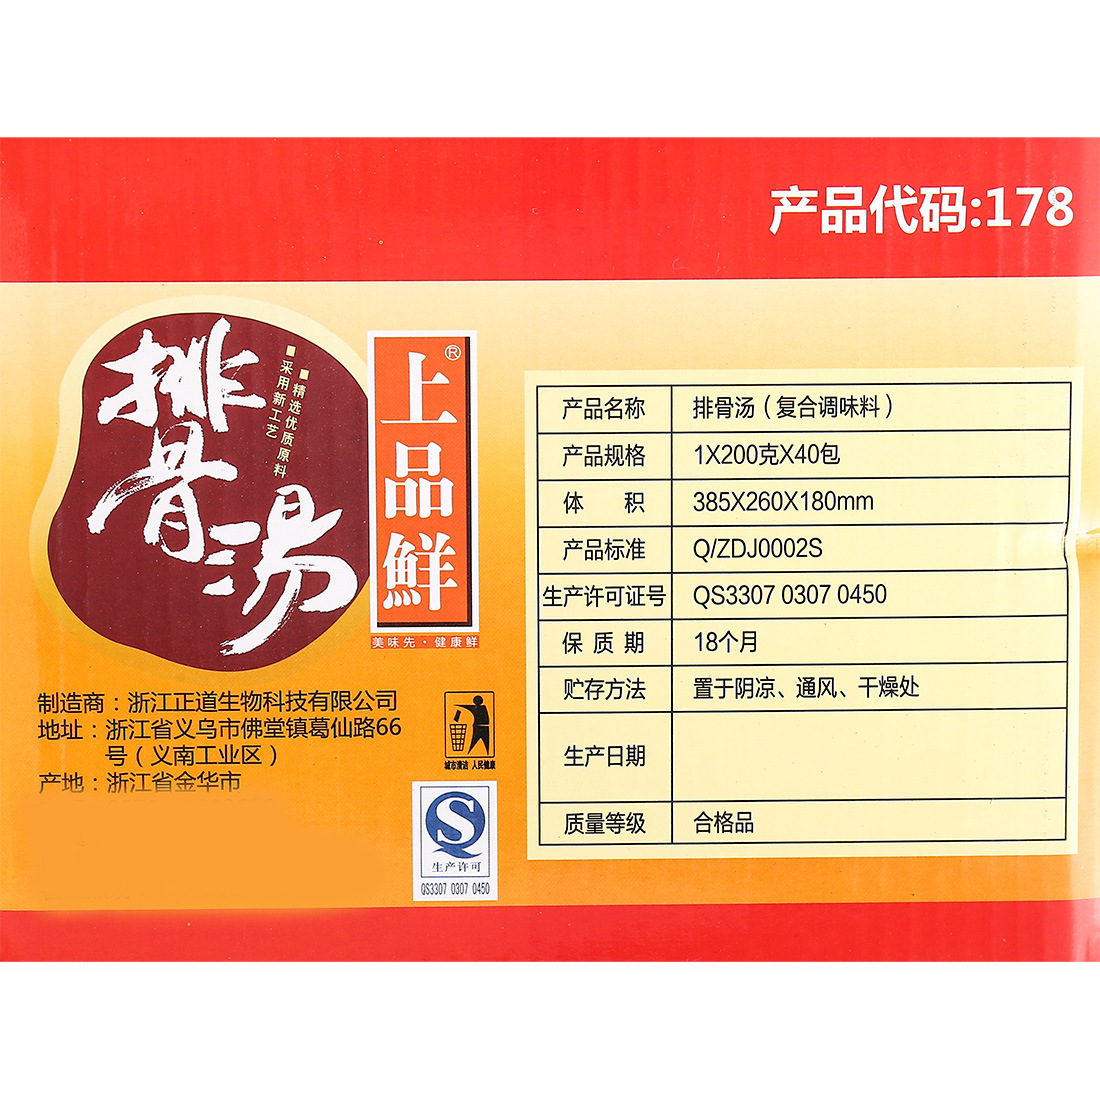 产品代码:178
排骨汤
■精选优质原料
■采用新工艺
上品鲜®
美味先·健康鲜
制造商：浙江正道生物科技有限公司
地址：浙江省义乌市佛堂镇葛仙路66
号（义南工业区）
产地：浙江省金华市
城市清洁 人民健康
生产许可
QS3307 0307 0450
产品名称 排骨汤（复合调味料）
产品规格 1X200克X40包
体 积 385X260X180mm
产品标准 Q/ZDJ0002S
生产许可证号 QS3307 0307 0450
保 质 期 18个月
贮存方法 置于阴凉、通风、干燥处
生产日期
质量等级 合格品